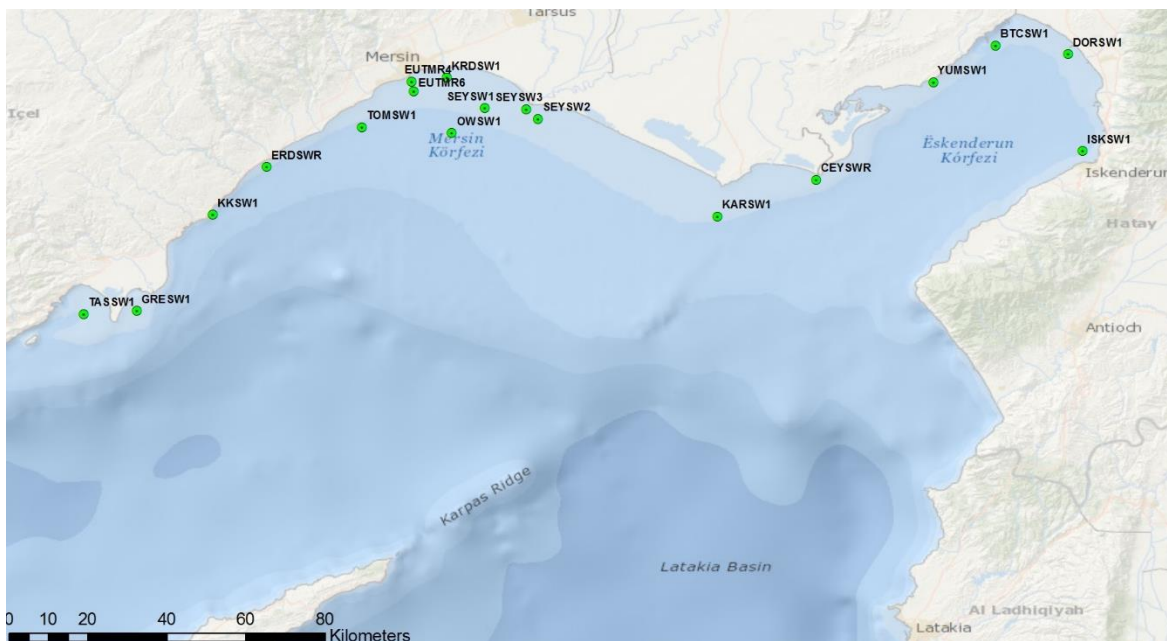 Tarsus
BTCSW1
DORSW1
Mersin
KRDSW1
EUTMR4
EUTMR6
YUMSW1
SEYSW1
SEYSW3
SEYSW2
TOMSW1
OWSW1
Mersin
Körfezi
Ëskenderun
Körfezi
Içel
ISKSW1
ERDSWR
CEYSWR
Iskenderun
KKSW1
KARSW1
Hatay
TASSW1
GRESW1
Antioch
Karpas Ridge
Latakia Basin
Al Ladhiqiyah
Latakia
0 10 20 40 60 80
Kilometers